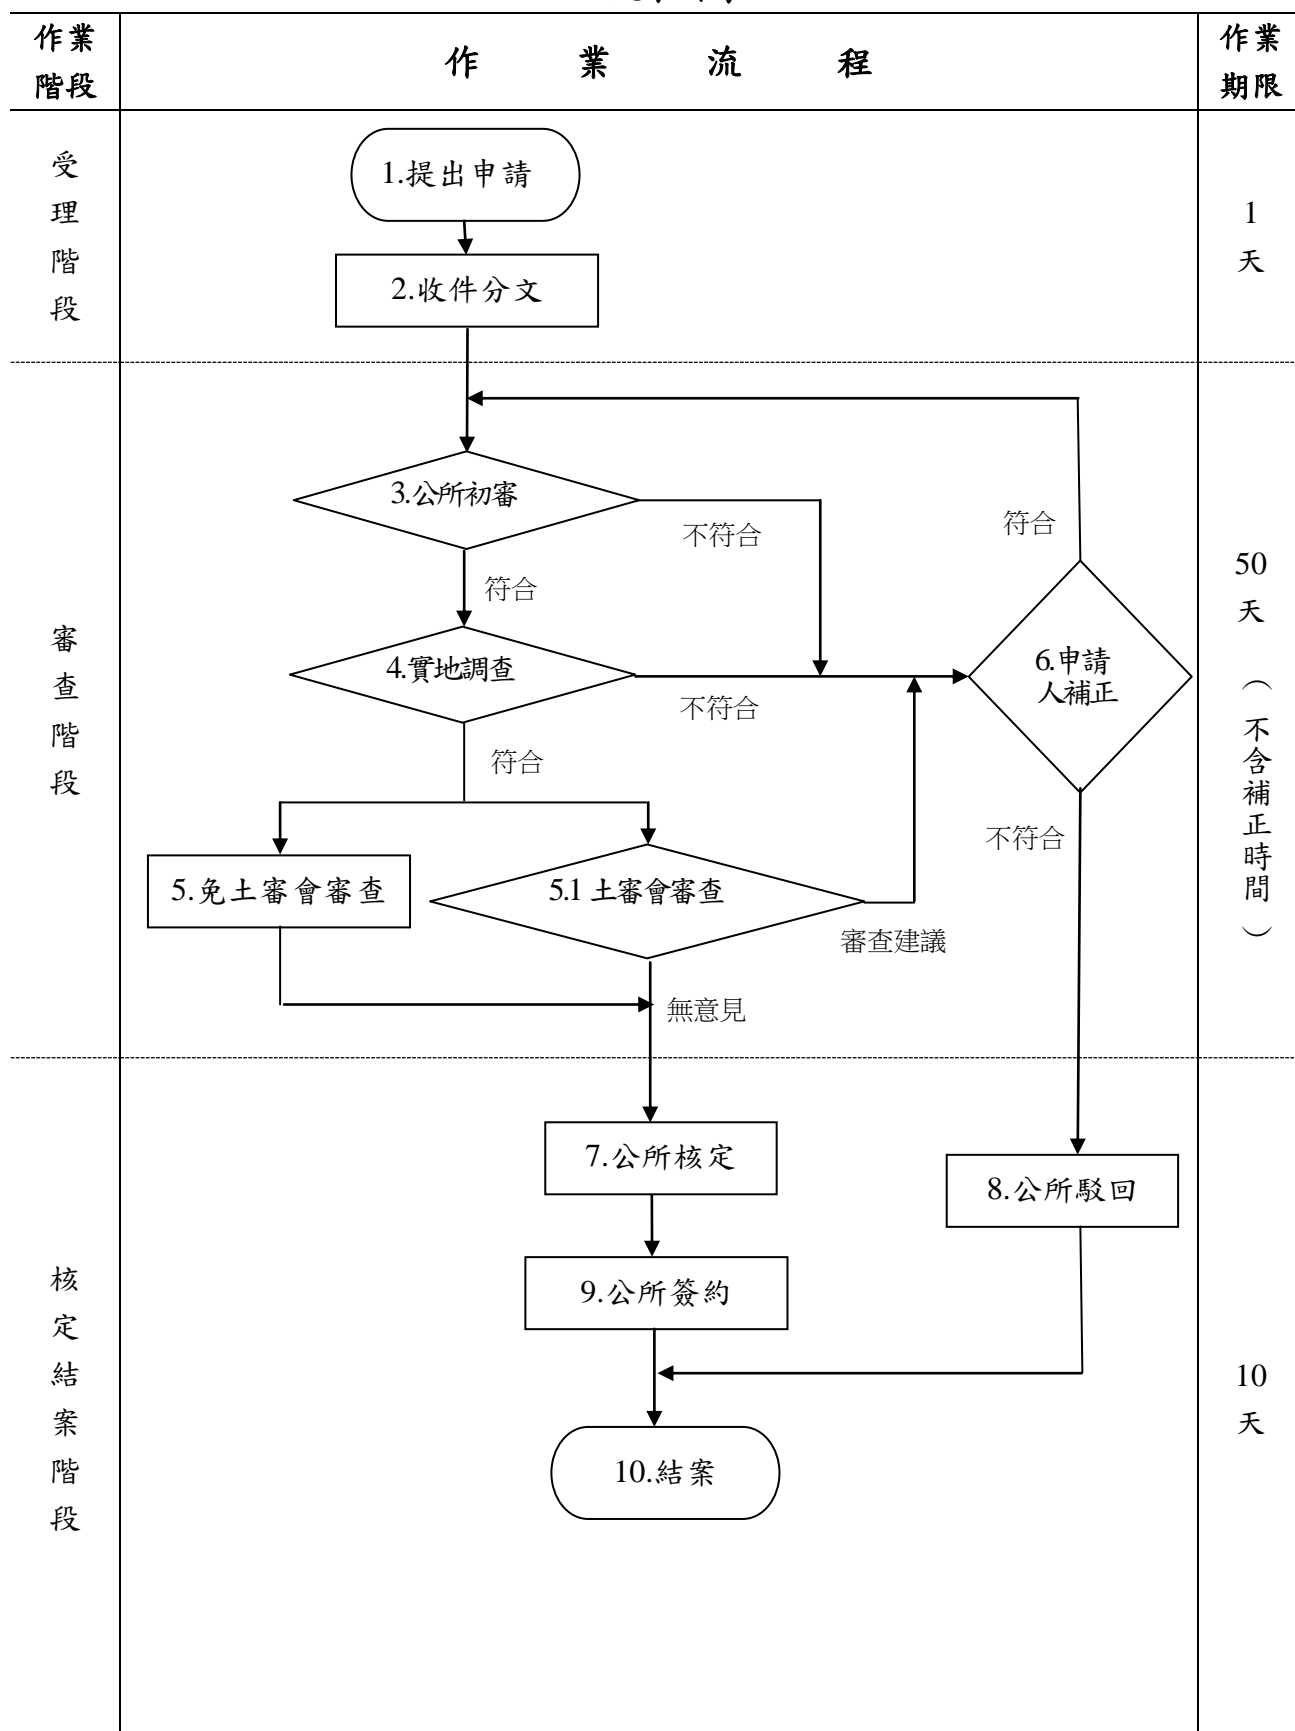 作業
階段
作業流程
作業
期限
受理階段
1.提出申請
2.收件分文
1
天
審查階段
3.公所初審
不符合
符合
符合
4.實地調查
不符合
6.申請
人補正
符合
不符合
5.免土審會審查
5.1 土審會審查
審查建議
無意見
50
天
（不含補正時間）
核定結案階段
7.公所核定
8.公所駁回
9.公所簽約
10.結案
10
天